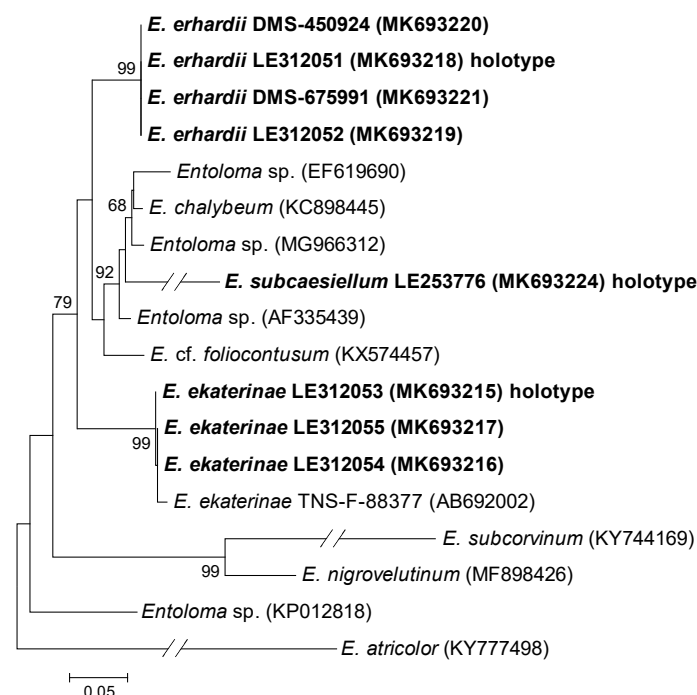 E. erhardii DMS-450924 (MK693220)
99
E. erhardii LE312051 (MK693218) holotype
E. erhardii DMS-675991 (MK693221)
E. erhardii LE312052 (MK693219)
Entoloma sp. (EF619690)
68
E. chalybeum (KC898445)
Entoloma sp. (MG966312)
92
E. subcaesiellum LE253776 (MK693224) holotype
79
Entoloma sp. (AF335439)
E. cf. foliocontusum (KX574457)
E. ekaterinae LE312053 (MK693215) holotype
E. ekaterinae LE312055 (MK693217)
99
E. ekaterinae LE312054 (MK693216)
E. ekaterinae TNS-F-88377 (AB692002)
E. subcorvinum (KY744169)
99
E. nigrovelutinum (MF898426)
Entoloma sp. (KP012818)
E. atricolor (KY777498)
0.05